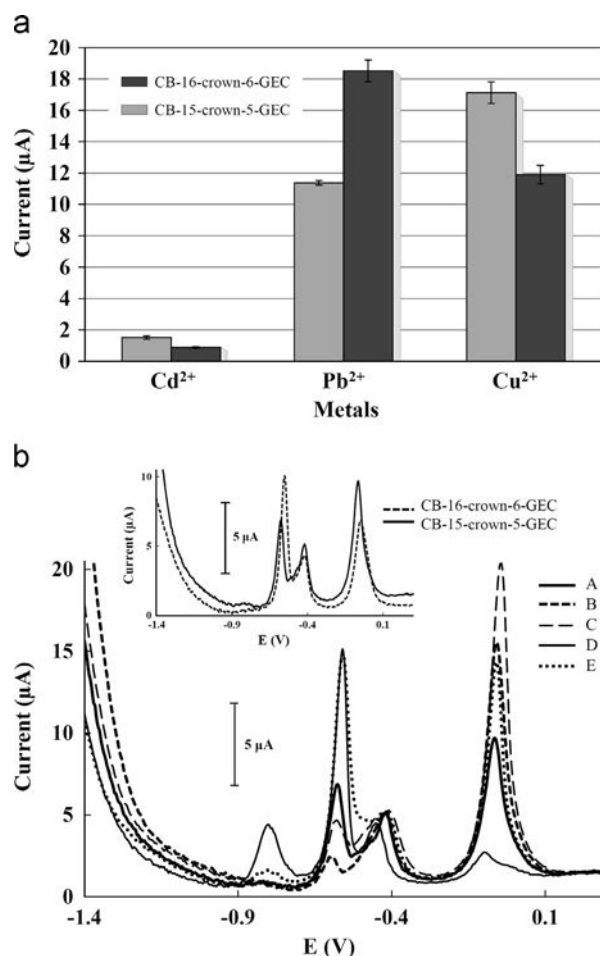 a
20
18
16
14
12
10
8
6
4
2
0
Current (µA)
CB-16-crown-6-GEC
CB-15-crown-5-GEC
Cd²⁺ Pb²⁺ Cu²⁺
Metals
b
10
5
0
Current (µA)
5 µA
-1.4 -0.9 -0.4 0.1
E (V)
CB-16-crown-6-GEC
CB-15-crown-5-GEC
A
B
C
D
E
20
15
10
5
0
Current (µA)
5 µA
-1.4 -0.9 -0.4 0.1
E (V)